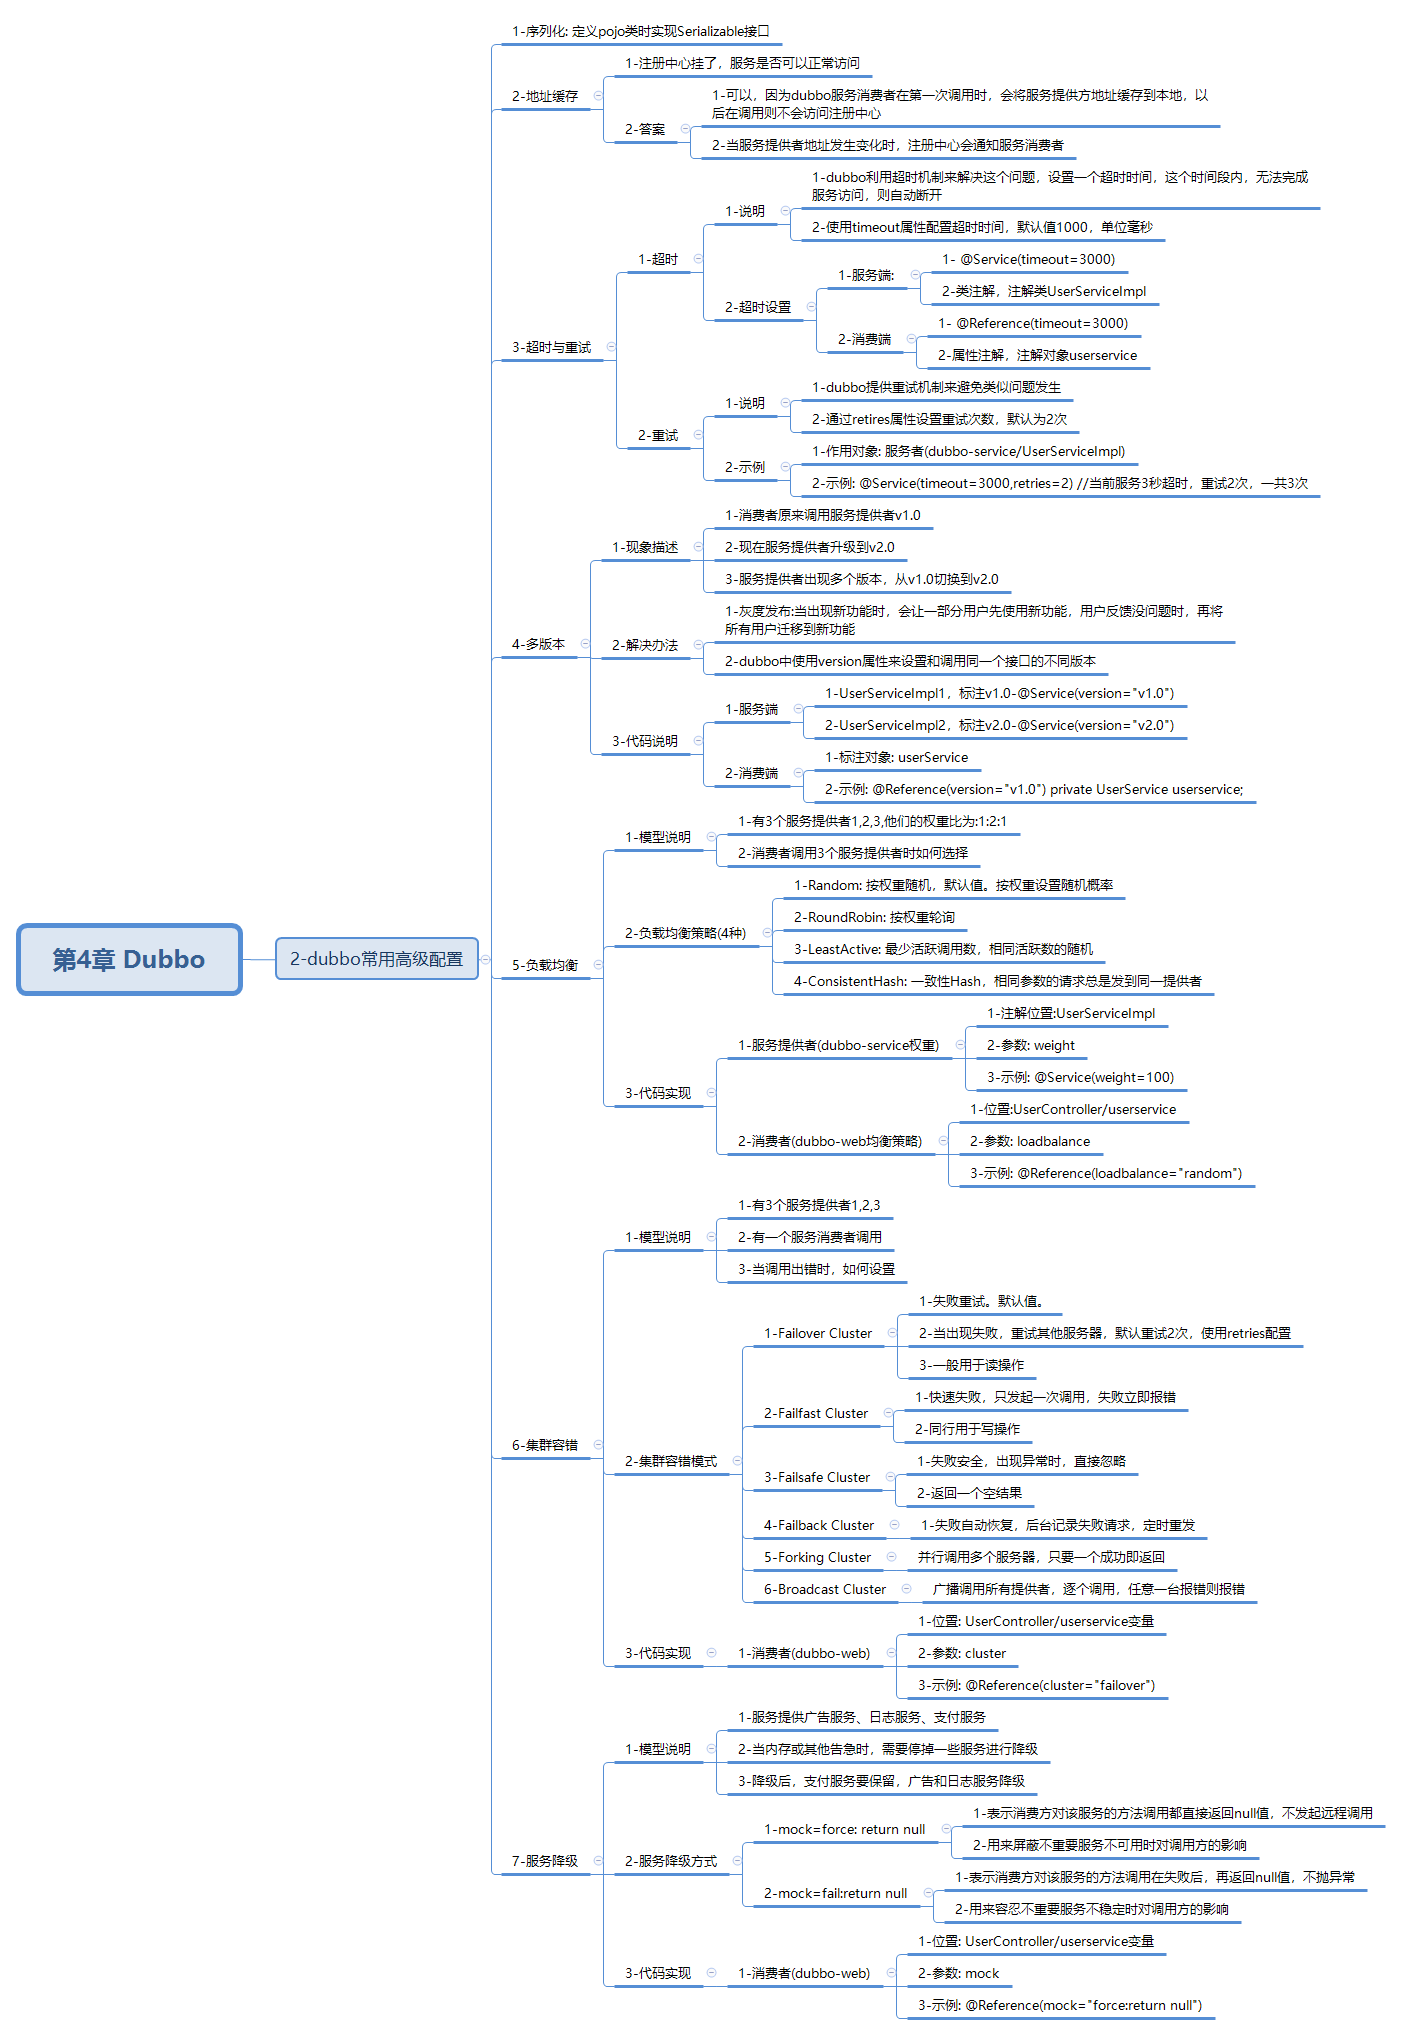 第4章 Dubbo
2-dubbo常用高级配置
1-序列化: 定义pojo类时实现Serializable接口
2-地址缓存
1-注册中心挂了，服务是否可以正常访问
2-答案
1-可以，因为dubbo服务消费者在第一次调用时，会将服务提供方地址缓存到本地，以
后在调用则不会访问注册中心
2-当服务提供者地址发生变化时，注册中心会通知服务消费者
3-超时与重试
1-超时
1-说明
1-dubbo利用超时机制来解决这个问题，设置一个超时时间，这个时间段内，无法完成
服务访问，则自动断开
2-使用timeout属性配置超时时间，默认值1000，单位毫秒
2-超时设置
1-服务端:
1- @Service(timeout=3000)
2-类注解，注解类UserServiceImpl
2-消费端
1- @Reference(timeout=3000)
2-属性注解，注解对象userservice
2-重试
1-说明
1-dubbo提供重试机制来避免类似问题发生
2-通过retires属性设置重试次数，默认为2次
2-示例
1-作用对象: 服务者(dubbo-service/UserServiceImpl)
2-示例: @Service(timeout=3000,retries=2) //当前服务3秒超时，重试2次，一共3次
4-多版本
1-现象描述
1-消费者原来调用服务提供者v1.0
2-现在服务提供者升级到v2.0
3-服务提供者出现多个版本，从v1.0切换到v2.0
2-解决办法
1-灰度发布:当出现新功能时，会让一部分用户先使用新功能，用户反馈没问题时，再将
所有用户迁移到新功能
2-dubbo中使用version属性来设置和调用同一个接口的不同版本
3-代码说明
1-服务端
1-UserServiceImpl1，标注v1.0-@Service(version="v1.0")
2-UserServiceImpl2，标注v2.0-@Service(version="v2.0")
2-消费端
1-标注对象: userService
2-示例: @Reference(version="v1.0") private UserService userservice;
5-负载均衡
1-模型说明
1-有3个服务提供者1,2,3,他们的权重比为:1:2:1
2-消费者调用3个服务提供者时如何选择
2-负载均衡策略(4种)
1-Random: 按权重随机，默认值。按权重设置随机概率
2-RoundRobin: 按权重轮询
3-LeastActive: 最少活跃调用数，相同活跃数的随机
4-ConsistentHash: 一致性Hash，相同参数的请求总是发到同一提供者
3-代码实现
1-服务提供者(dubbo-service权重)
1-注解位置:UserServiceImpl
2-参数: weight
3-示例: @Service(weight=100)
2-消费者(dubbo-web均衡策略)
1-位置:UserController/userservice
2-参数: loadbalance
3-示例: @Reference(loadbalance="random")
6-集群容错
1-模型说明
1-有3个服务提供者1,2,3
2-有一个服务消费者调用
3-当调用出错时，如何设置
2-集群容错模式
1-Failover Cluster
1-失败重试。默认值。
2-当出现失败，重试其他服务器，默认重试2次，使用retries配置
3-一般用于读操作
2-Failfast Cluster
1-快速失败，只发起一次调用，失败立即报错
2-同行用于写操作
3-Failsafe Cluster
1-失败安全，出现异常时，直接忽略
2-返回一个空结果
4-Failback Cluster
1-失败自动恢复，后台记录失败请求，定时重发
5-Forking Cluster
并行调用多个服务器，只要一个成功即返回
6-Broadcast Cluster
广播调用所有提供者，逐个调用，任意一台报错则报错
3-代码实现
1-消费者(dubbo-web)
1-位置: UserController/userservice变量
2-参数: cluster
3-示例: @Reference(cluster="failover")
7-服务降级
1-模型说明
1-服务提供广告服务、日志服务、支付服务
2-当内存或其他告急时，需要停掉一些服务进行降级
3-降级后，支付服务要保留，广告和日志服务降级
2-服务降级方式
1-mock=force: return null
1-表示消费方对该服务的方法调用都直接返回null值，不发起远程调用
2-用来屏蔽不重要服务不可用时对调用方的影响
2-mock=fail:return null
1-表示消费方对该服务的方法调用在失败后，再返回null值，不抛异常
2-用来容忍不重要服务不稳定时对调用方的影响
3-代码实现
1-消费者(dubbo-web)
1-位置: UserController/userservice变量
2-参数: mock
3-示例: @Reference(mock="force:return null")